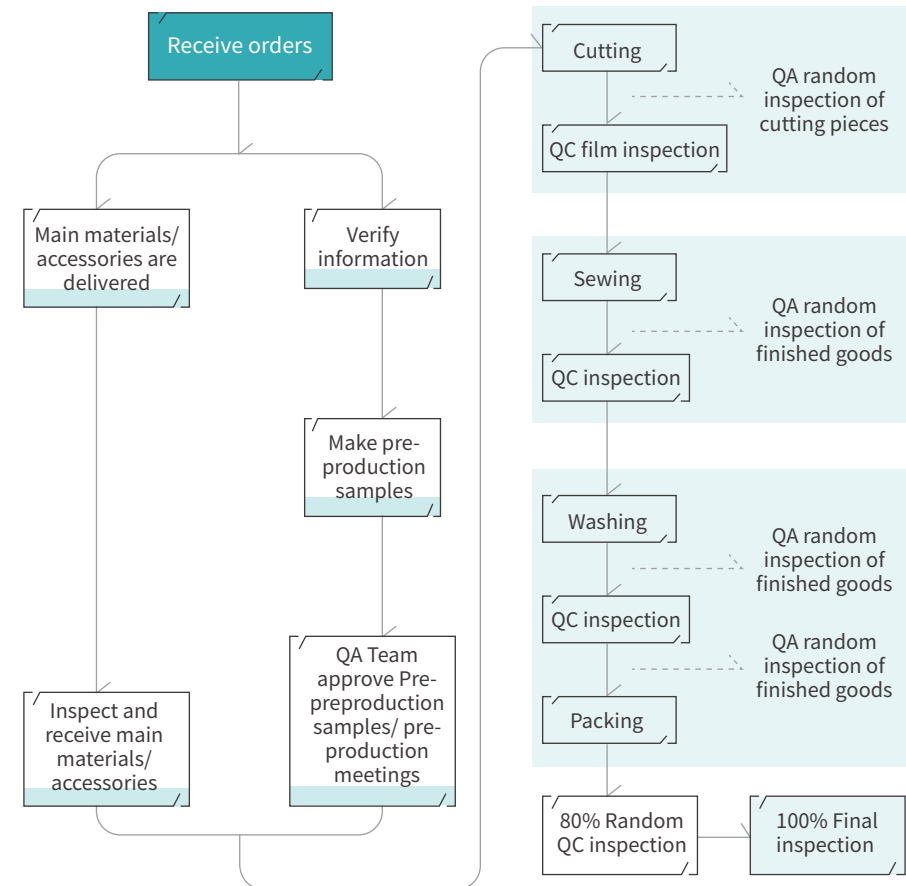 Receive orders
Main materials/
accessories are
delivered
Verify
information
Make pre-
production
samples
Inspect and
receive main
materials/
accessories
QA Team
approve Pre-
preproduction
samples/ pre-
production
meetings
Cutting
QA random
inspection of
cutting pieces
QC film inspection
Sewing
QA random
inspection of
finished goods
QC inspection
Washing
QA random
inspection of
finished goods
QC inspection
QA random
inspection of
finished goods
Packing
80% Random
QC inspection
100% Final
inspection